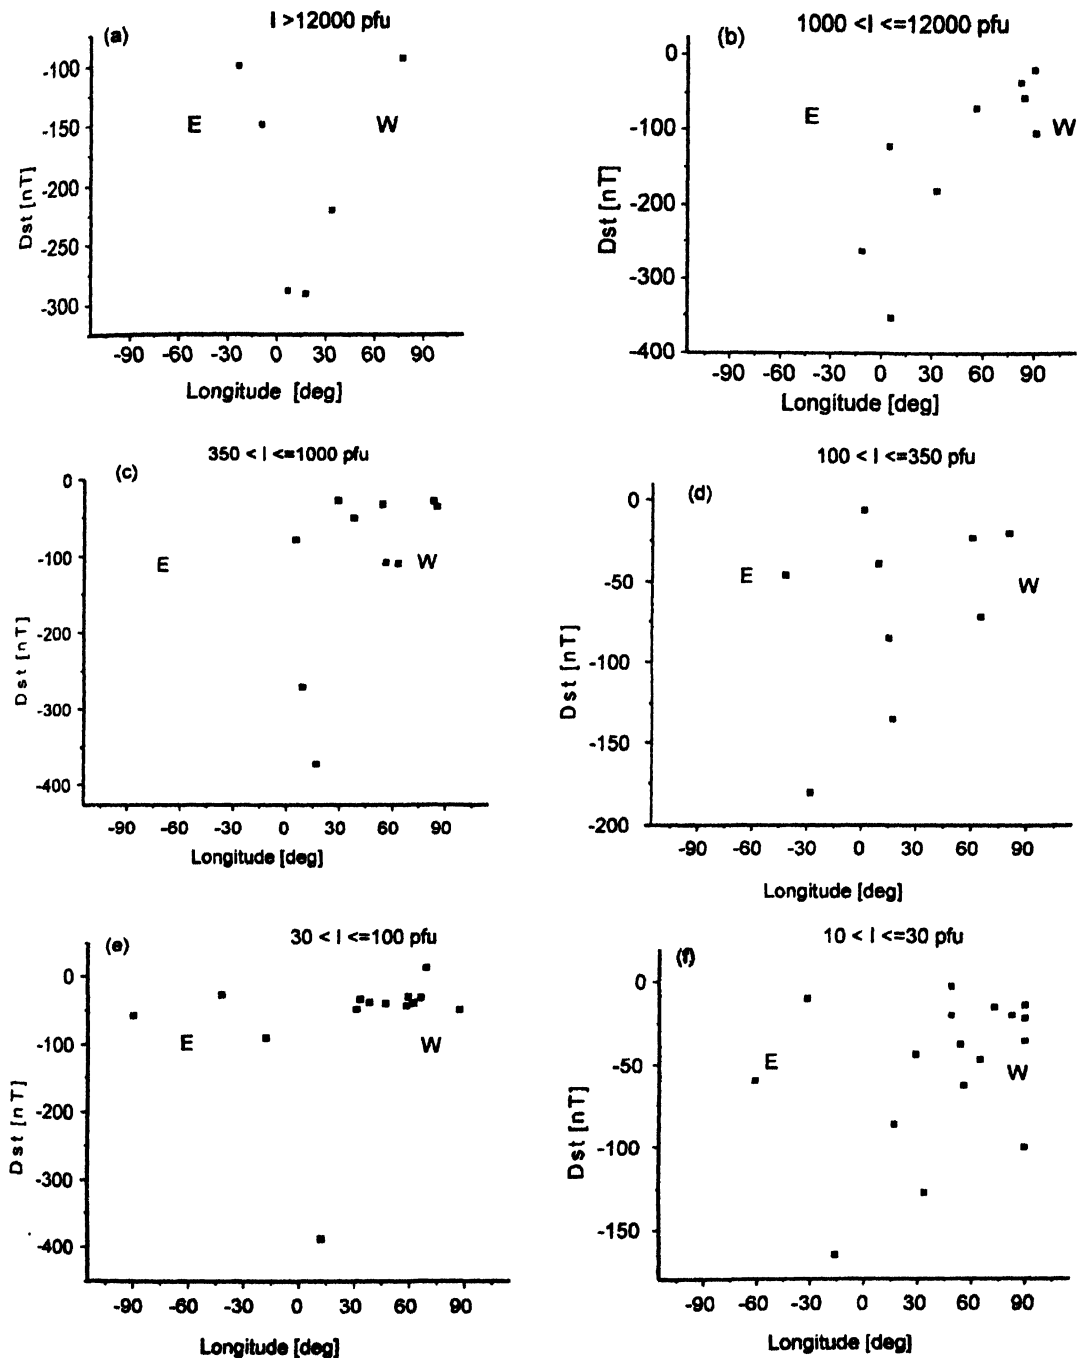 (a)
I >12000 pfu
-100
-150
-200
-250
-300
Dst [nT]
E
W
-90 -60 -30 0 30 60 90
Longitude [deg]
(b)
1000 <I <=12000 pfu
0
-100
-200
-300
-400
Dst [nT]
E
W
-90 -60 -30 0 30 60 90
Longitude [deg]
(c)
350 < I <=1000 pfu
0
-100
-200
-300
-400
Dst [nT]
E
W
-90 -60 -30 0 30 60 90
Longitude [deg]
(d)
100 < I <=350 pfu
0
-50
-100
-150
-200
Dst [nT]
E
W
-90 -60 -30 0 30 60 90
Longitude [deg]
(e)
30 < I <=100 pfu
0
-100
-200
-300
-400
Dst [nT]
E
W
-90 -60 -30 0 30 60 90
Longitude [deg]
(f)
10 < I <=30 pfu
0
-50
-100
-150
Dst [nT]
E
W
-90 -60 -30 0 30 60 90
Longitude [deg]